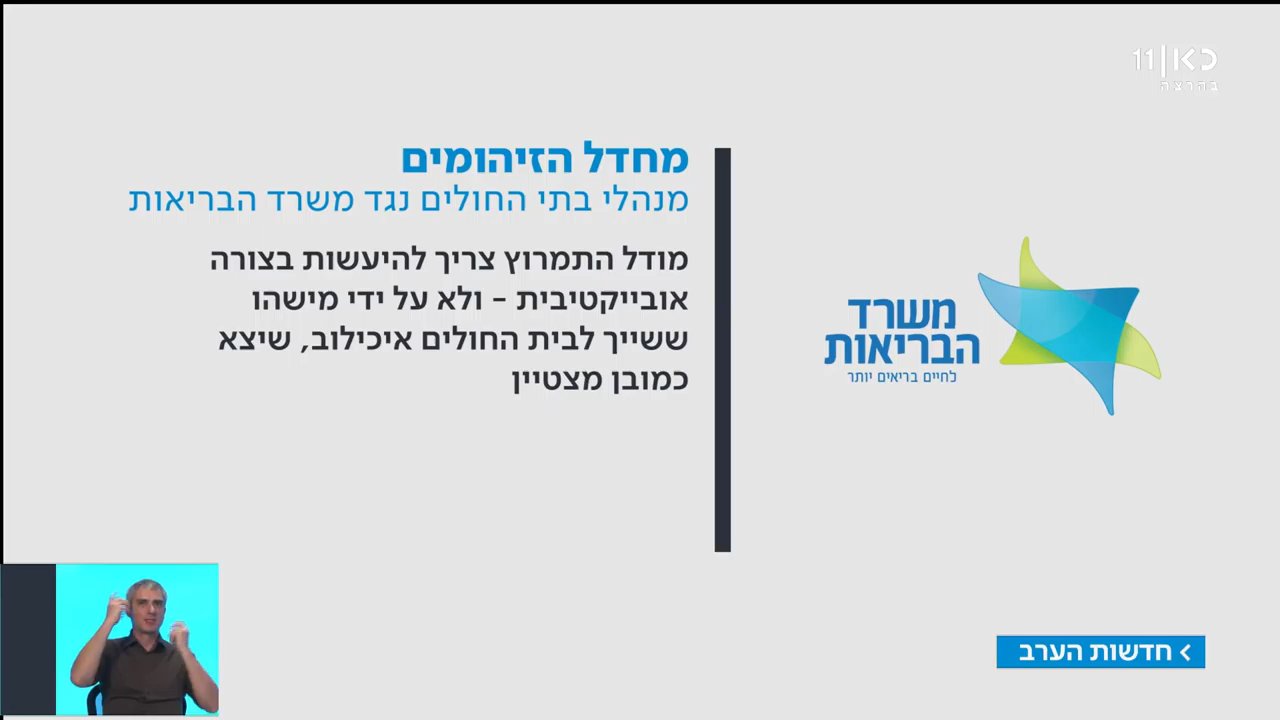 כאן 11
בהרצה
מחדל הזיהומים
מנהלי בתי החולים נגד משרד הבריאות
מודל התמרוץ צריך להיעשות בצורה
אובייקטיבית - ולא על ידי מישהו
ששייך לבית החולים איכילוב, שיצא
כמובן מצטיין
משרד
הבריאות
לחיים בריאים יותר
חדשות הערב